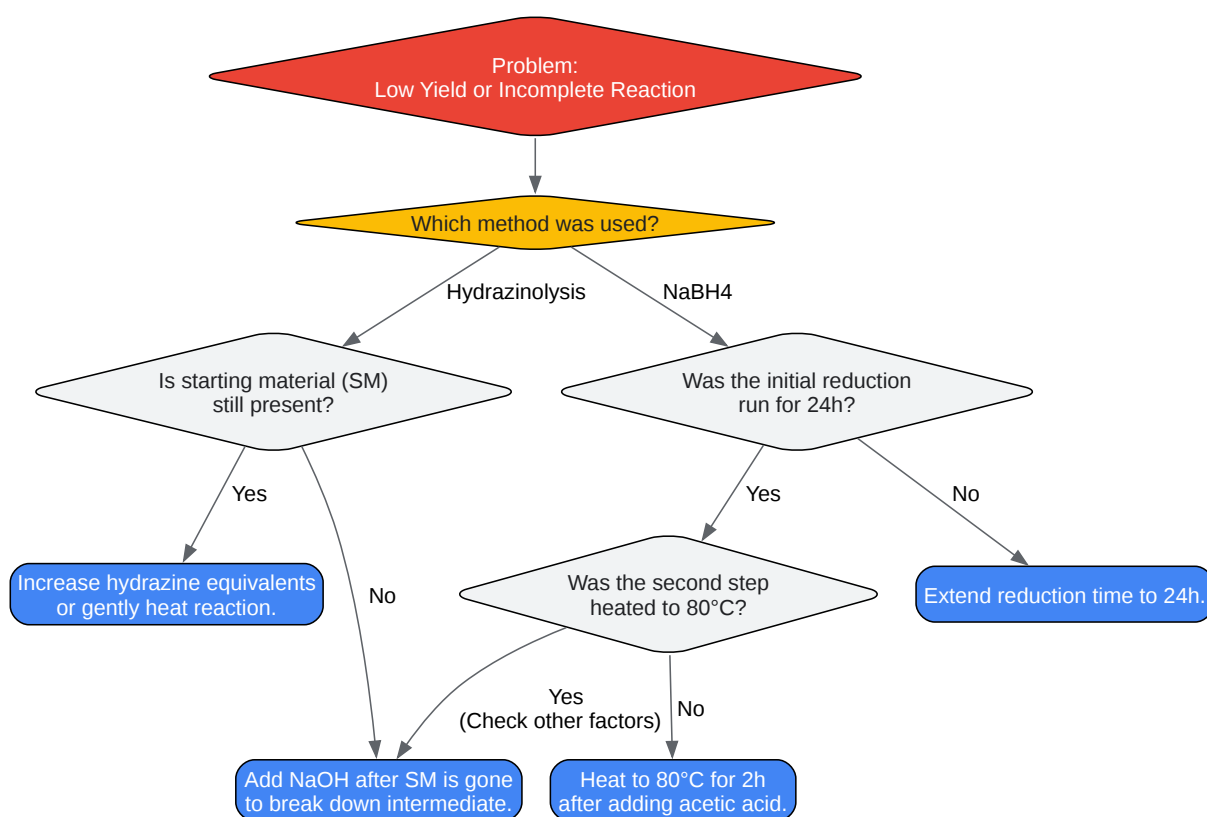 Problem:
Low Yield or Incomplete Reaction
Which method was used?
Hydrazinolysis
NaBH4
Is starting material (SM)
still present?
Was the initial reduction
run for 24h?
Yes
No
Yes
No
Increase hydrazine equivalents
or gently heat reaction.
Was the second step
heated to 80°C?
Extend reduction time to 24h.
Yes
(Check other factors)
No
Add NaOH after SM is gone
to break down intermediate.
Heat to 80°C for 2h
after adding acetic acid.